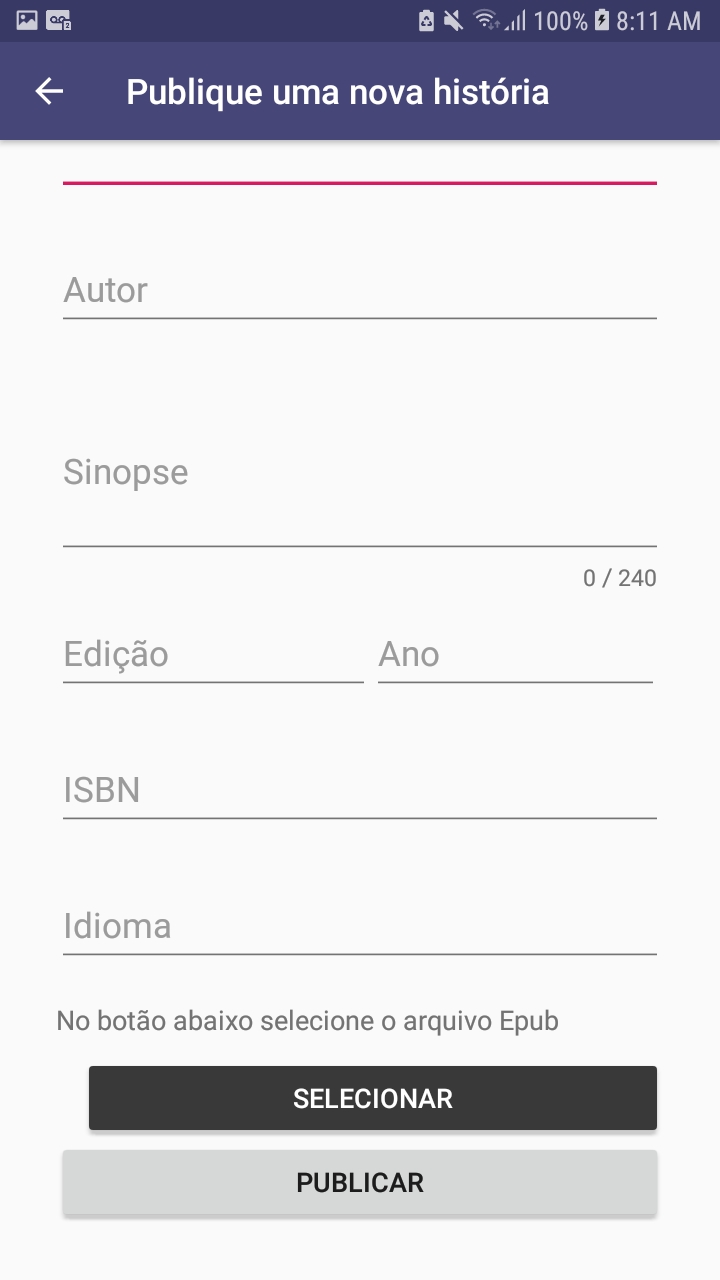 100% 8:11 AM
Publique uma nova história
Autor
Sinopse
0 / 240
Edição Ano
ISBN
Idioma
No botão abaixo selecione o arquivo Epub
SELECIONAR
PUBLICAR